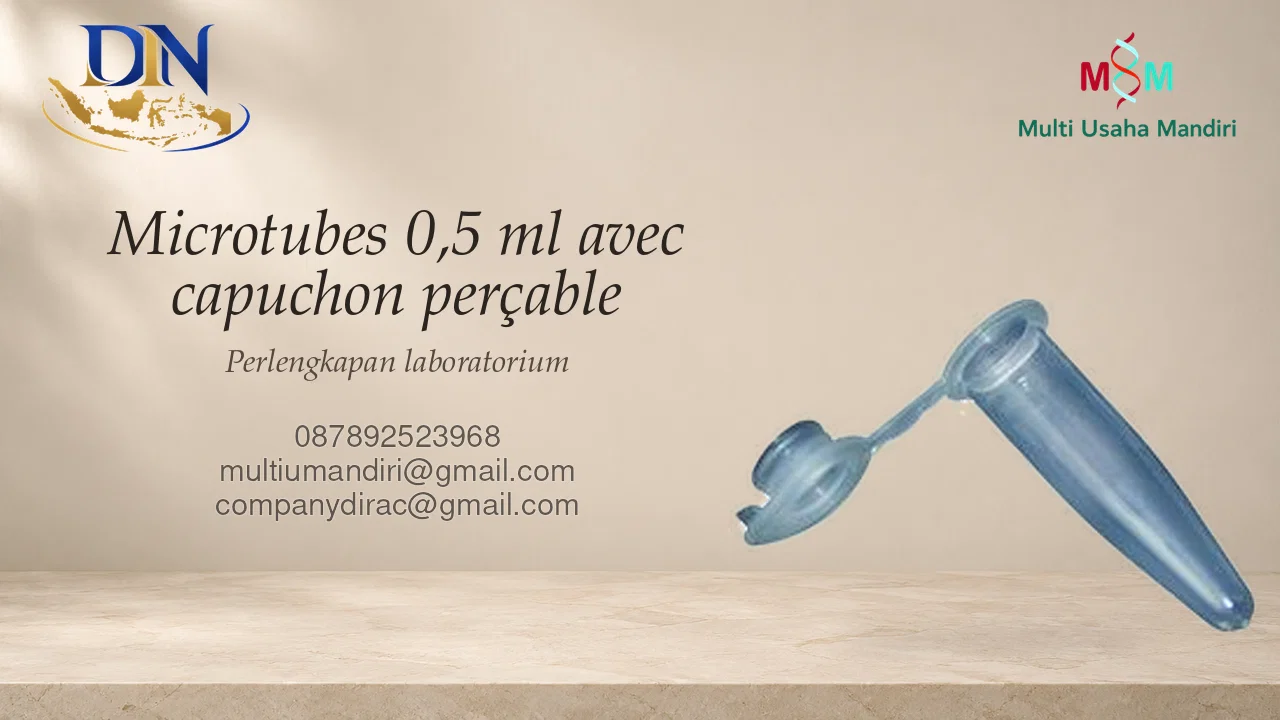 DN
MM
Multi Usaha Mandiri
Microtubes 0,5 ml avec
capuchon perçable
Perlengkapan laboratorium
087892523968
multiumandiri@gmail.com
companydirac@gmail.com